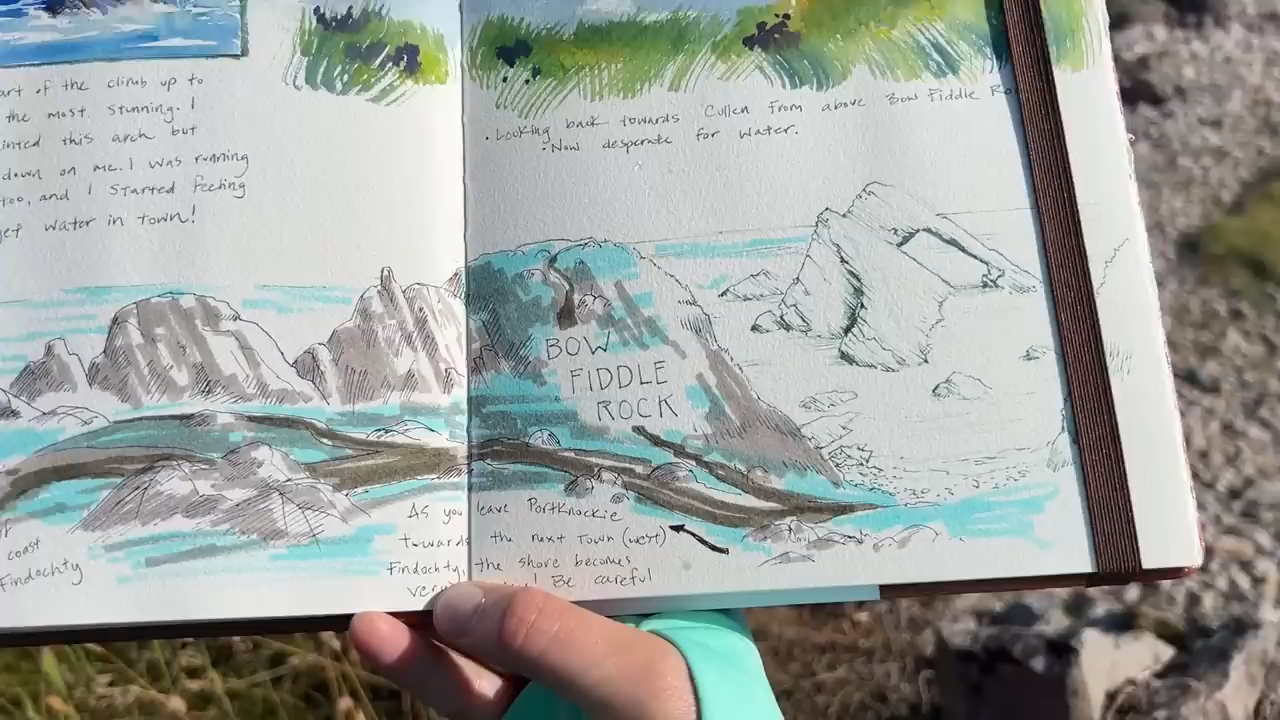 art of the climb up to
the most stunning. I
inted this arch but
down on me. I was running
too, and I started feeling
get water in town!
. Looking back towards Cullen from above Bow Fiddle Ro
. Now desperate for water.
BOW
FIDDLE
ROCK
As you leave Portknockie
towards the next town (west)
Findochty, the shore becomes
very Be careful
coast
Findochty